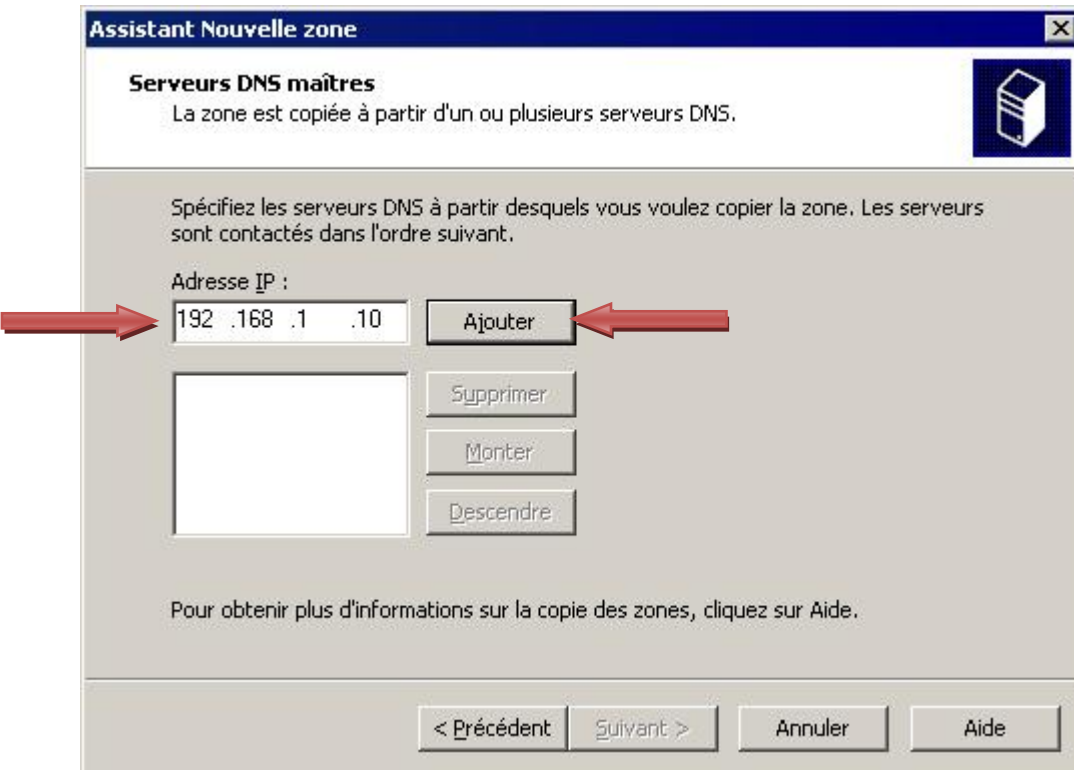 Assistant Nouvelle zone
Serveurs DNS maîtres
La zone est copiée à partir d'un ou plusieurs serveurs DNS.
Spécifiez les serveurs DNS à partir desquels vous voulez copier la zone. Les serveurs
sont contactés dans l'ordre suivant.
Adresse IP :
192 .168 .1 .10
Ajouter
Supprimer
Monter
Descendre
Pour obtenir plus d'informations sur la copie des zones, cliquez sur Aide.
< Précédent Suivant > Annuler Aide